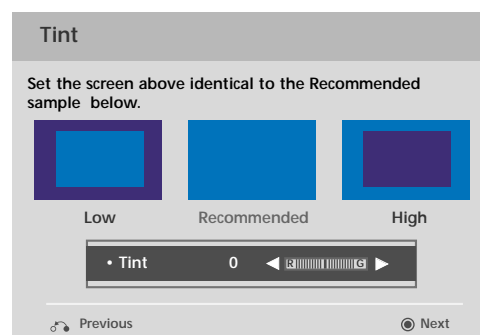 Tint
Set the screen above identical to the Recommended
sample below.
Low Recommended High
• Tint 0 ◀ R G ▶
Previous Next